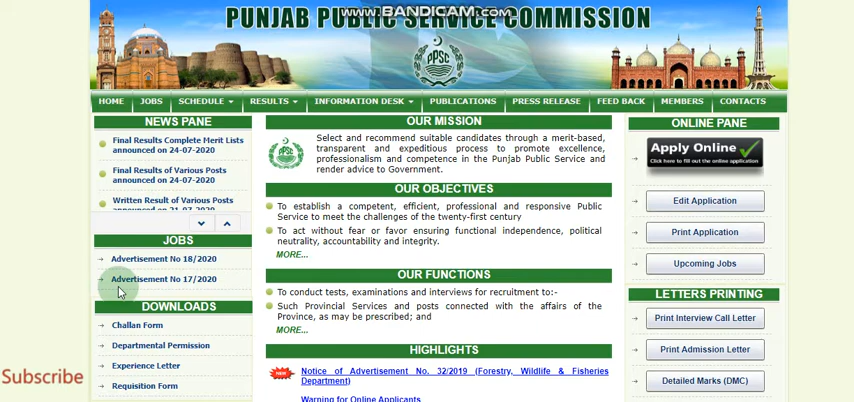 PUNJAB PUBLIC SERVICE COMMISSION
www.BANDICAM.com
PPSC
HOME JOBS SCHEDULE RESULTS INFORMATION DESK PUBLICATIONS PRESS RELEASE FEED BACK MEMBERS CONTACTS
NEWS PANE
Final Results Complete Merit Lists
announced on 24-07-2020
Final Results of Various Posts
announced on 24-07-2020
Written Result of Various Posts
announced on 21-07-2020
JOBS
Advertisement No 18/2020
Advertisement No 17/2020
DOWNLOADS
Challan Form
Departmental Permission
Experience Letter
Requisition Form
Subscribe
OUR MISSION
Select and recommend suitable candidates through a merit-based,
transparent and expeditious process to promote excellence,
professionalism and competence in the Punjab Public Service and
render advice to Government.
OUR OBJECTIVES
To establish a competent, efficient, professional and responsive Public
Service to meet the challenges of the twenty-first century
To act without fear or favor ensuring functional independence, political
neutrality, accountability and integrity.
MORE...
OUR FUNCTIONS
To conduct tests, examinations and interviews for recruitment to:-
Such Provincial Services and posts connected with the affairs of the
Province, as may be prescribed; and
MORE...
HIGHLIGHTS
Notice of Advertisement No. 32/2019 (Forestry, Wildlife & Fisheries
Department)
Warning for Online Applicants
ONLINE PANE
Apply Online
Click here to fill out the online application
Edit Application
Print Application
Upcoming Jobs
LETTERS PRINTING
Print Interview Call Letter
Print Admission Letter
Detailed Marks (DMC)